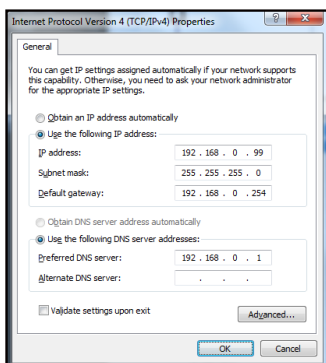 Internet Protocol Version 4 (TCP/IPv4) Properties
General
You can get IP settings assigned automatically if your network supports
this capability. Otherwise, you need to ask your network administrator
for the appropriate IP settings.
Obtain an IP address automatically
Use the following IP address:
IP address: 192 . 168 . 0 . 99
Subnet mask: 255 . 255 . 255 . 0
Default gateway: 192 . 168 . 0 . 254
Obtain DNS server address automatically
Use the following DNS server addresses:
Preferred DNS server: 192 . 168 . 0 . 1
Alternate DNS server: . . .
Validate settings upon exit
Advanced...
OK Cancel